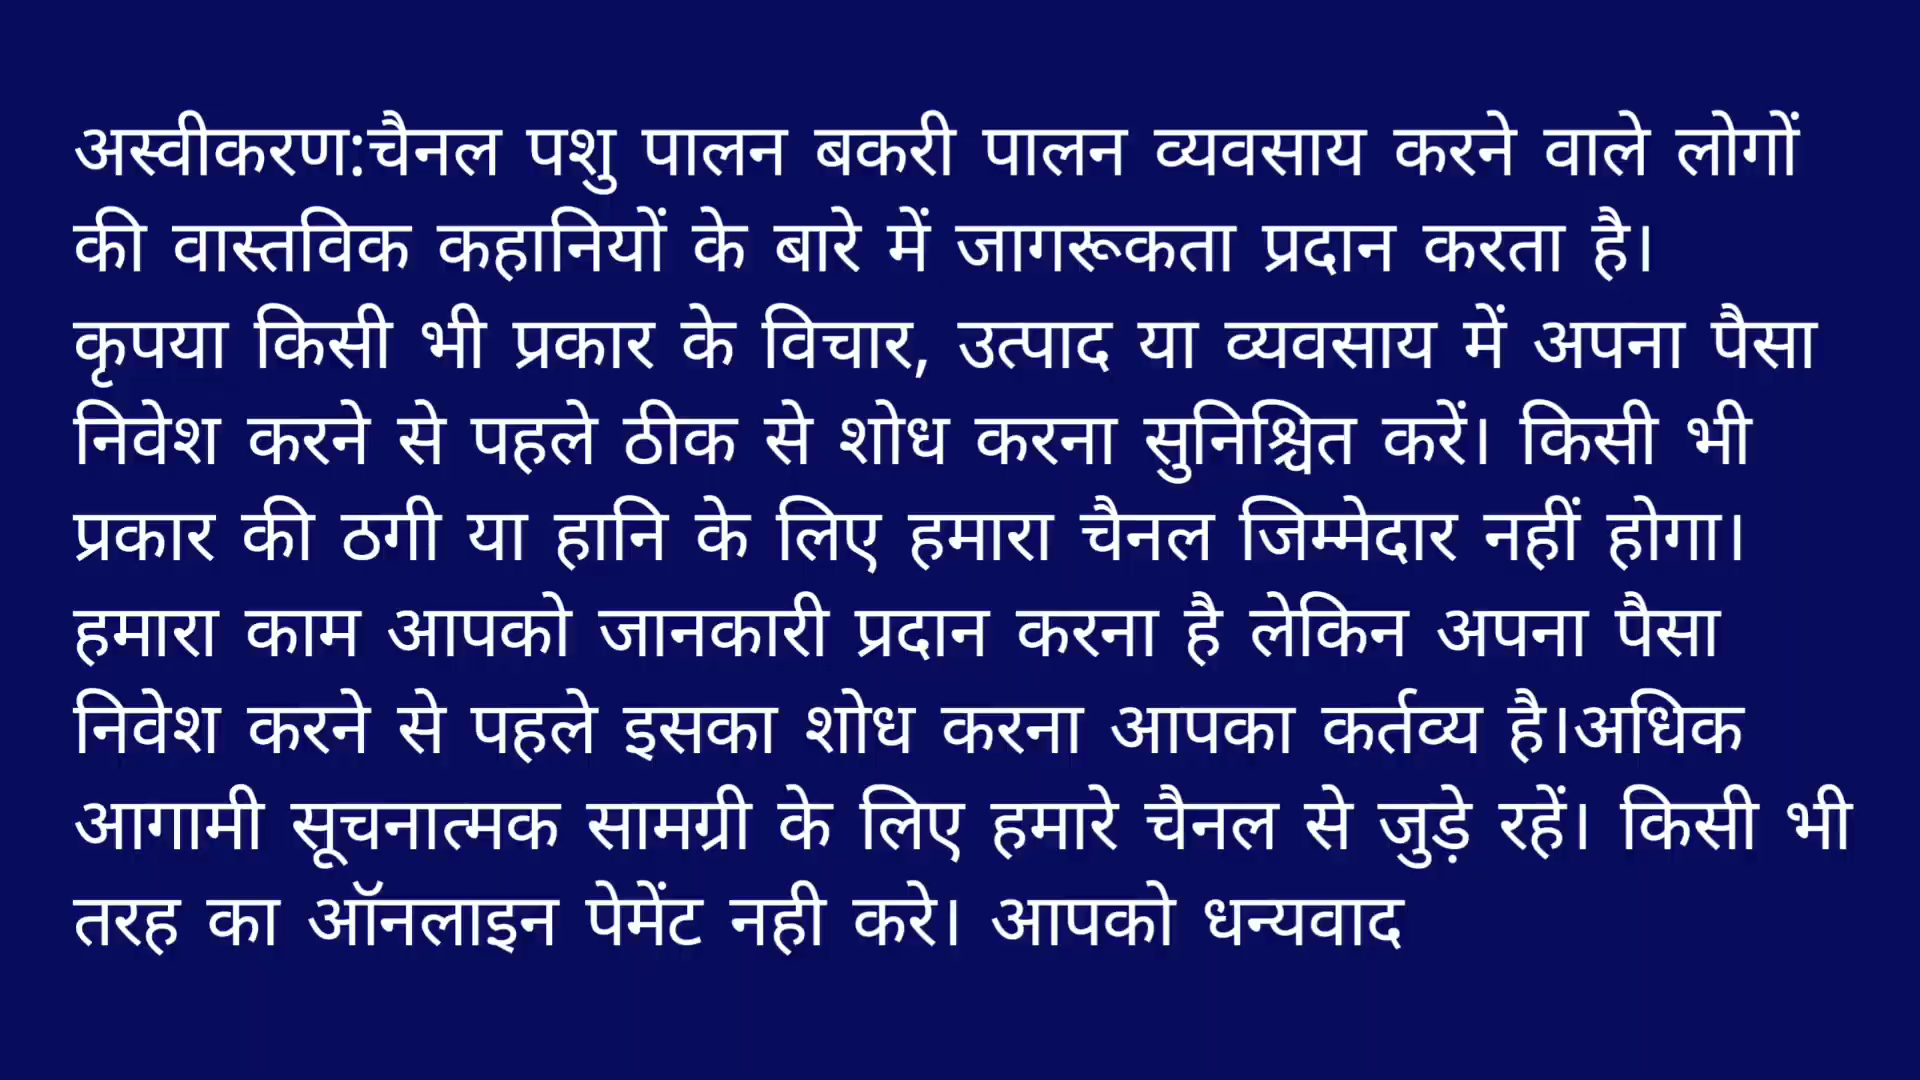 अस्वीकरण:चैनल पशु पालन बकरी पालन व्यवसाय करने वाले लोगों
की वास्तविक कहानियों के बारे में जागरूकता प्रदान करता है।
कृपया किसी भी प्रकार के विचार, उत्पाद या व्यवसाय में अपना पैसा
निवेश करने से पहले ठीक से शोध करना सुनिश्चित करें। किसी भी
प्रकार की ठगी या हानि के लिए हमारा चैनल जिम्मेदार नहीं होगा।
हमारा काम आपको जानकारी प्रदान करना है लेकिन अपना पैसा
निवेश करने से पहले इसका शोध करना आपका कर्तव्य है।अधिक
आगामी सूचनात्मक सामग्री के लिए हमारे चैनल से जुड़े रहें। किसी भी
तरह का ऑनलाइन पेमेंट नही करे। आपको धन्यवाद